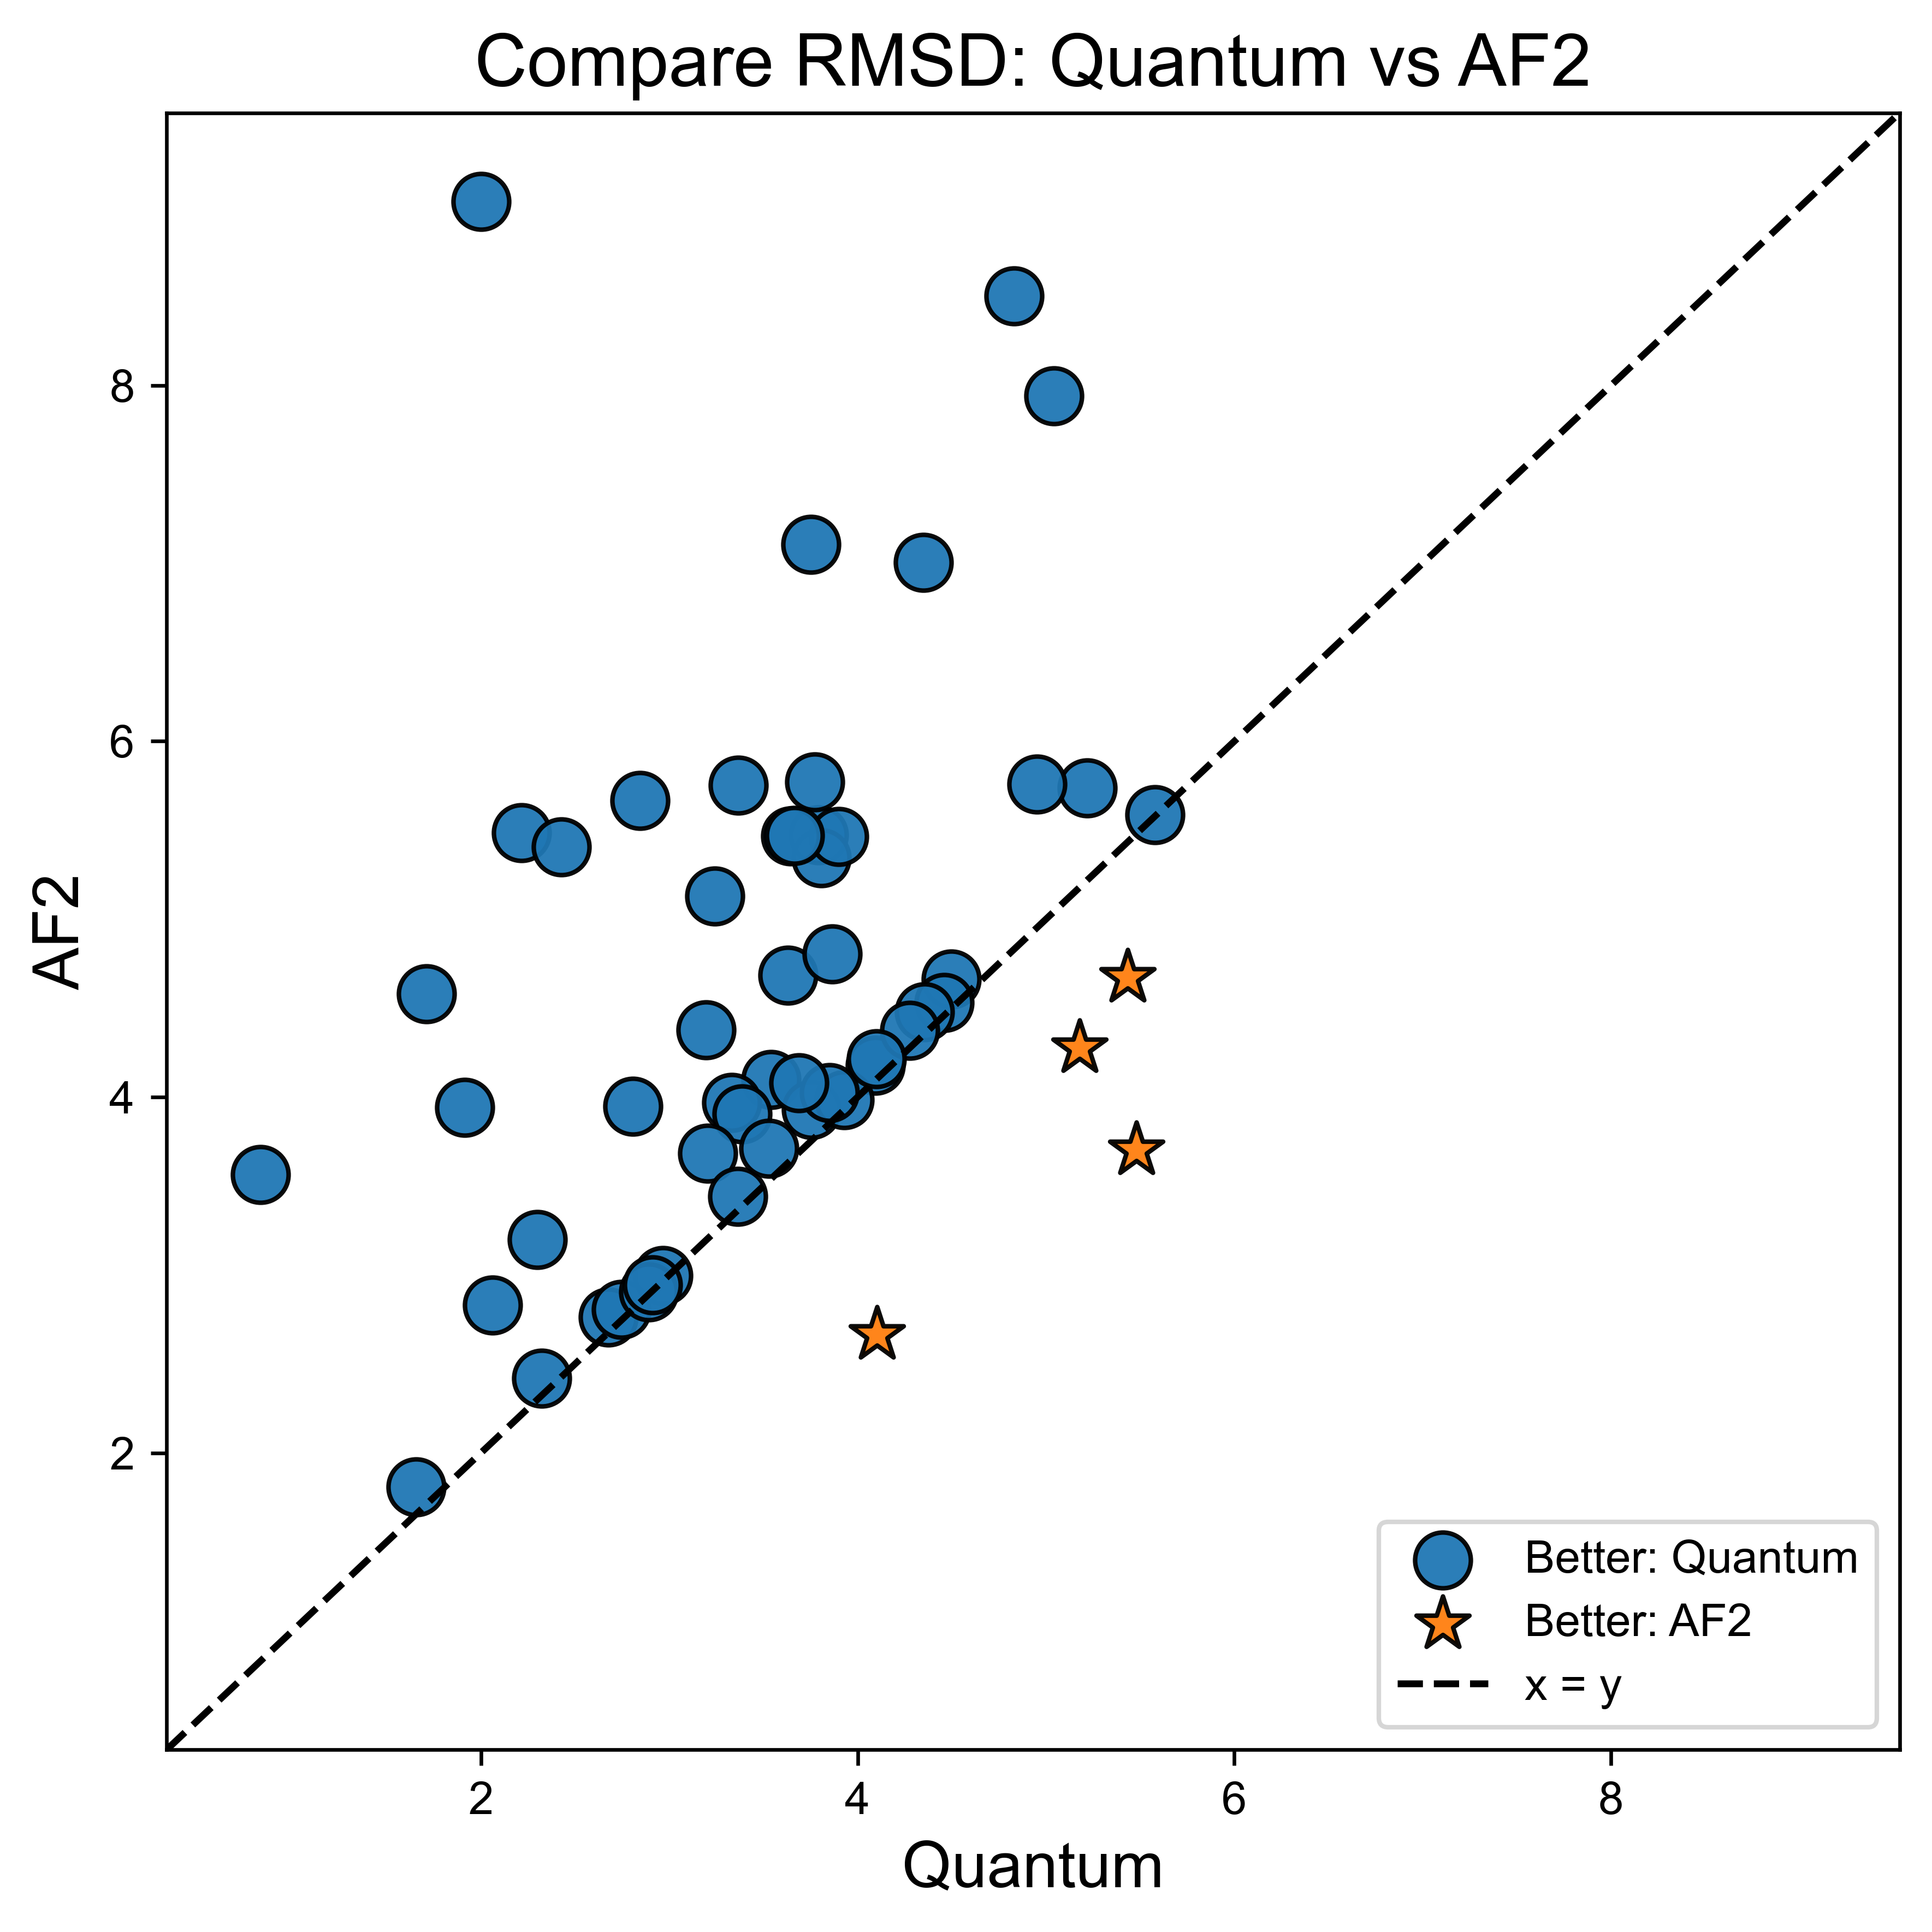 Compare RMSD: Quantum vs AF2
AF2
8
6
4
2
2
4
6
8
Quantum
Better: Quantum
Better: AF2
x = y